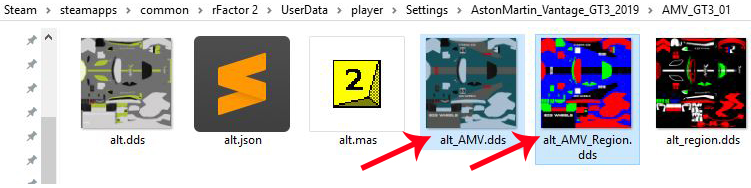 Steam > steamapps > common > rFactor 2 > UserData > player > Settings > AstonMartin_Vantage_GT3_2019 > AMV_GT3_01
2
alt.dds
alt.json
alt.mas
alt_AMV.dds
alt_AMV_Region.
dds
alt_region.dds